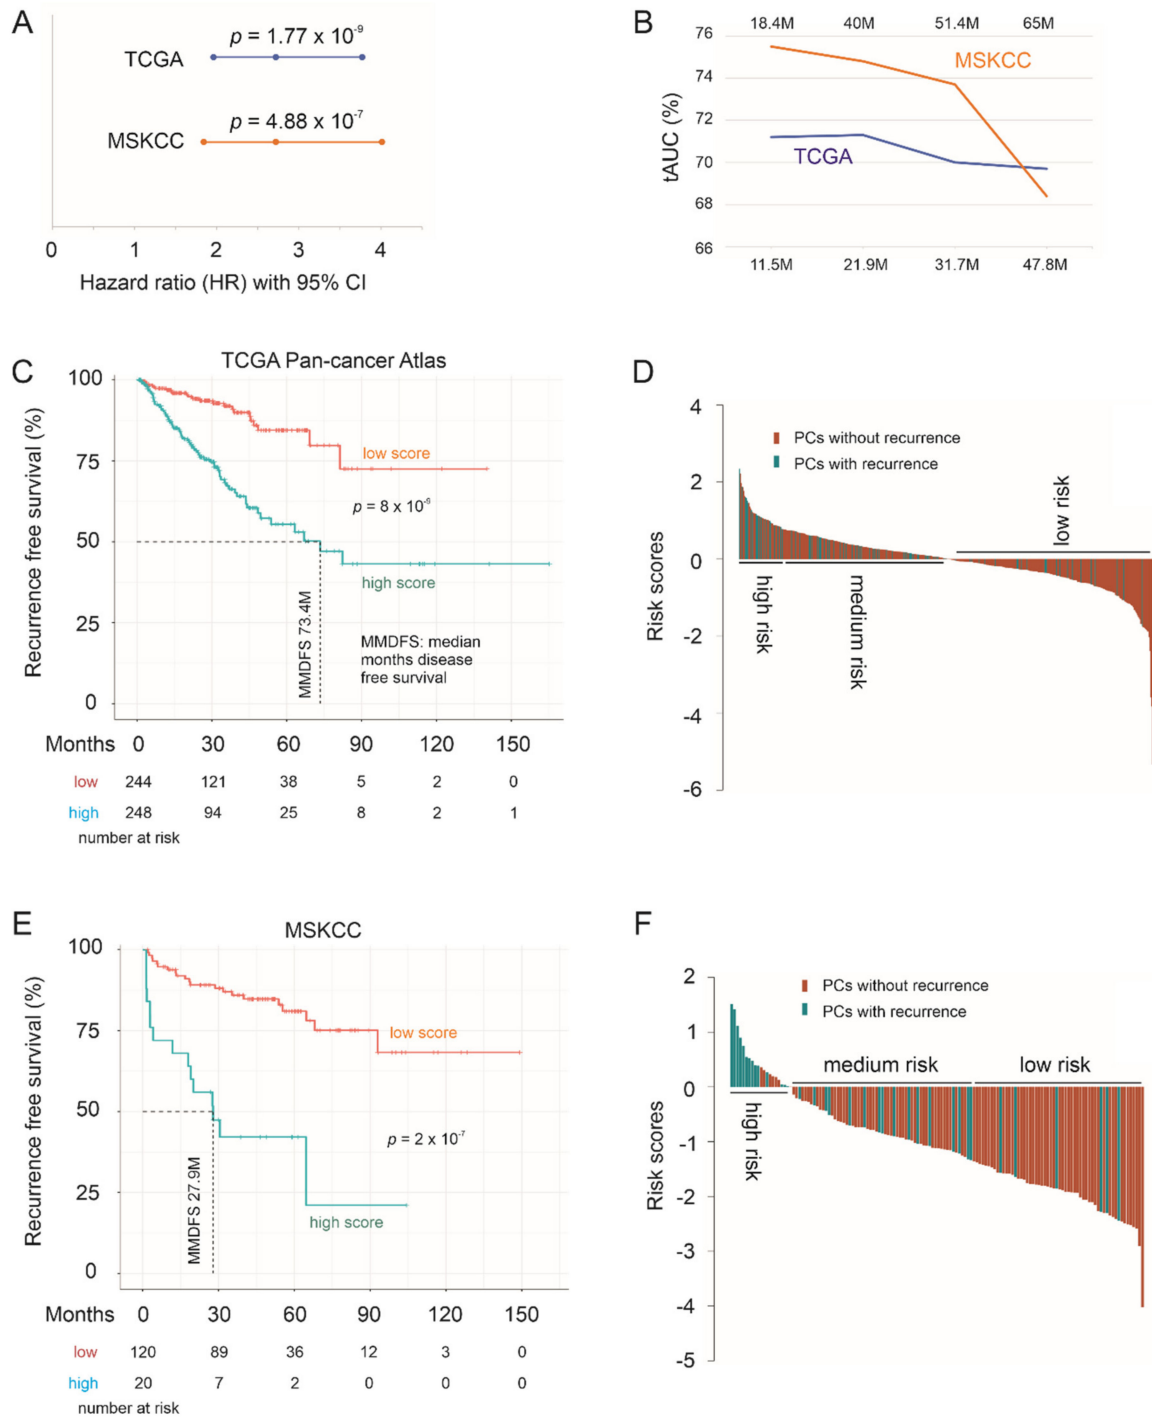 A
p = 1.77 x 10-9
TCGA
p = 4.88 x 10-7
MSKCC
0 1 2 3 4
Hazard ratio (HR) with 95% CI
B
18.4M 40M 51.4M 65M
76
74
72
70
68
66
tAUC (%)
MSKCC
TCGA
11.5M 21.9M 31.7M 47.8M
C
TCGA Pan-cancer Atlas
Recurrence free survival (%)
100
75
50
25
0
low score
p = 8 x 10-9
high score
MMDFS 73.4M
MMDFS: median
months disease
free survival
Months 0 30 60 90 120 150
low 244 121 38 5 2 0
high 248 94 25 8 2 1
number at risk
D
4
2
0
-2
-4
-6
Risk scores
PCs without recurrence
PCs with recurrence
high risk
medium risk
low risk
E
MSKCC
Recurrence free survival (%)
100
75
50
25
0
low score
p = 2 x 10-7
high score
MMDFS 27.9M
Months 0 30 60 90 120 150
low 120 89 36 12 3 0
high 20 7 2 0 0 0
number at risk
F
2
1
0
-1
-2
-3
-4
-5
Risk scores
PCs without recurrence
PCs with recurrence
medium risk
low risk
high risk